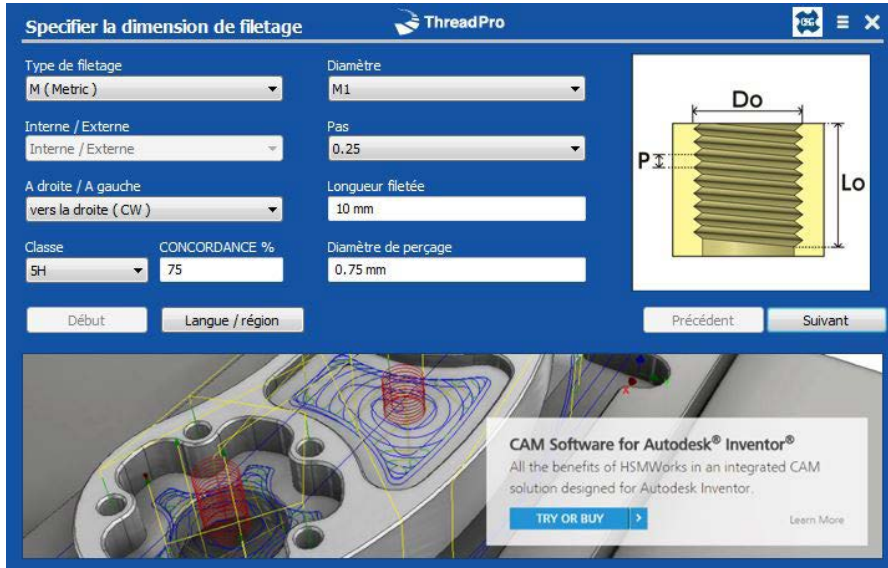 Specifier la dimension de filetage
ThreadPro
OSG
Type de filetage
M ( Metric )
Diamètre
M1
Interne / Externe
Interne / Externe
Pas
0.25
A droite / A gauche
vers la droite ( CW )
Longueur filetée
10 mm
Classe
CONCORDANCE %
5H
75
Diamètre de perçage
0.75 mm
Do
P
Lo
Début
Langue / région
Précédent
Suivant
CAM Software for Autodesk® Inventor®
All the benefits of HSMWorks in an integrated CAM
solution designed for Autodesk Inventor.
TRY OR BUY >
Learn More
X
Y